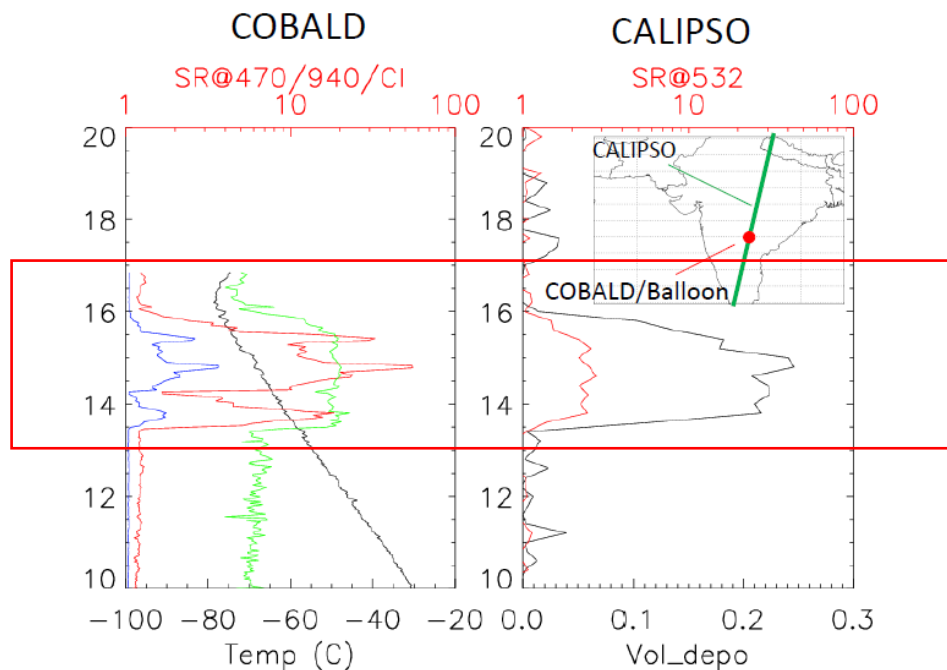 COBALD
CALIPSO
SR@470/940/CI
SR@532
1 10 100
1 10 100
20
18
16
14
12
10
-100 -80 -60 -40 -20
Temp (C)
20
18
16
14
12
10
0.0 0.1 0.2 0.3
Vol_depo
CALIPSO
COBALD/Balloon